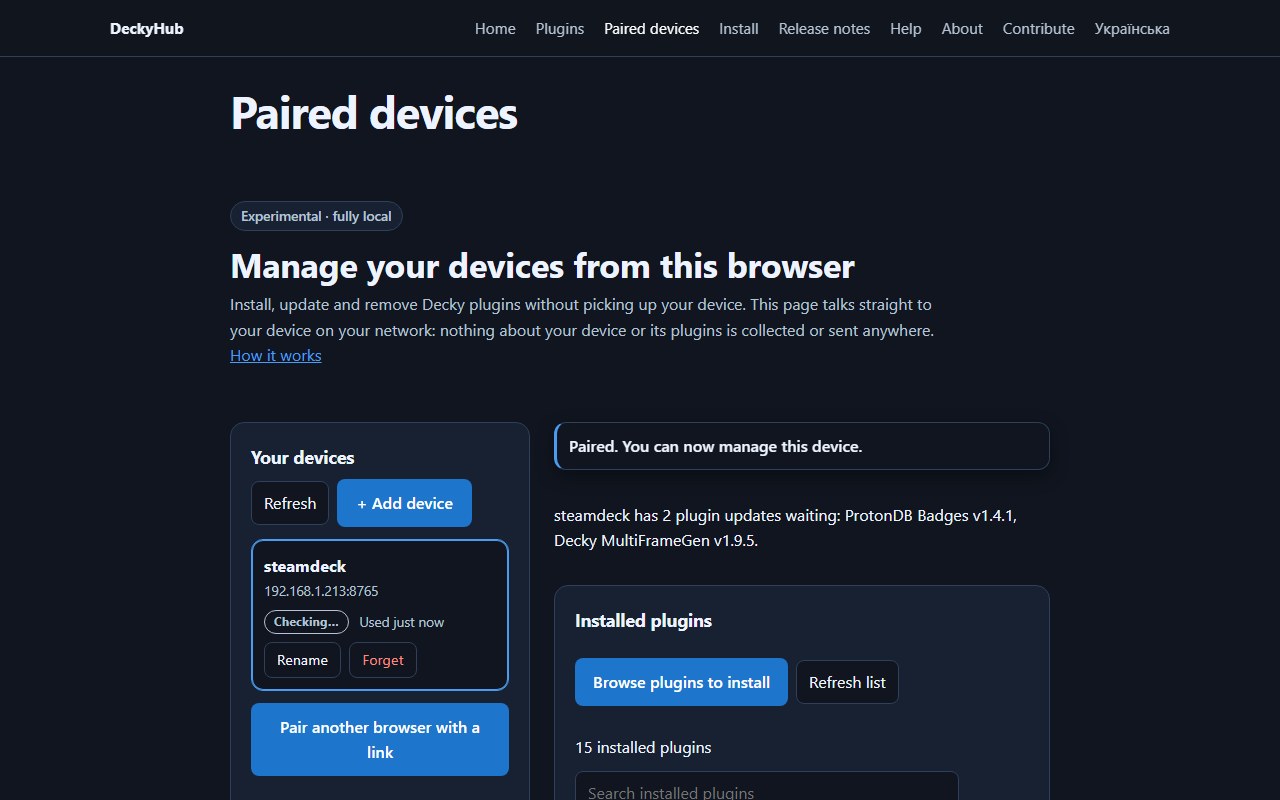 DeckyHub
Home Plugins Paired devices Install Release notes Help About Contribute Українська
Paired devices
Experimental · fully local
Manage your devices from this browser
Install, update and remove Decky plugins without picking up your device. This page talks straight to
your device on your network: nothing about your device or its plugins is collected or sent anywhere.
How it works
Your devices
Refresh + Add device
steamdeck
192.168.1.213:8765
Checking... Used just now
Rename Forget
Pair another browser with a
link
Paired. You can now manage this device.
steamdeck has 2 plugin updates waiting: ProtonDB Badges v1.4.1,
Decky MultiFrameGen v1.9.5.
Installed plugins
Browse plugins to install Refresh list
15 installed plugins
Search installed plugins